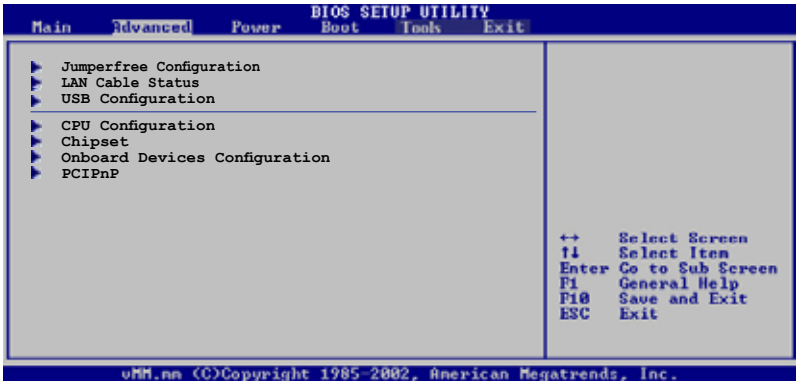 BIOS SETUP UTILITY
Main Advanced Power Boot Tools Exit
Jumperfree Configuration
LAN Cable Status
USB Configuration
CPU Configuration
Chipset
Onboard Devices Configuration
PCIPnP
←→ Select Screen
↑↓ Select Item
Enter Go to Sub Screen
F1 General Help
F10 Save and Exit
ESC Exit
vMM.mm (C)Copyright 1985-2002, American Megatrends, Inc.